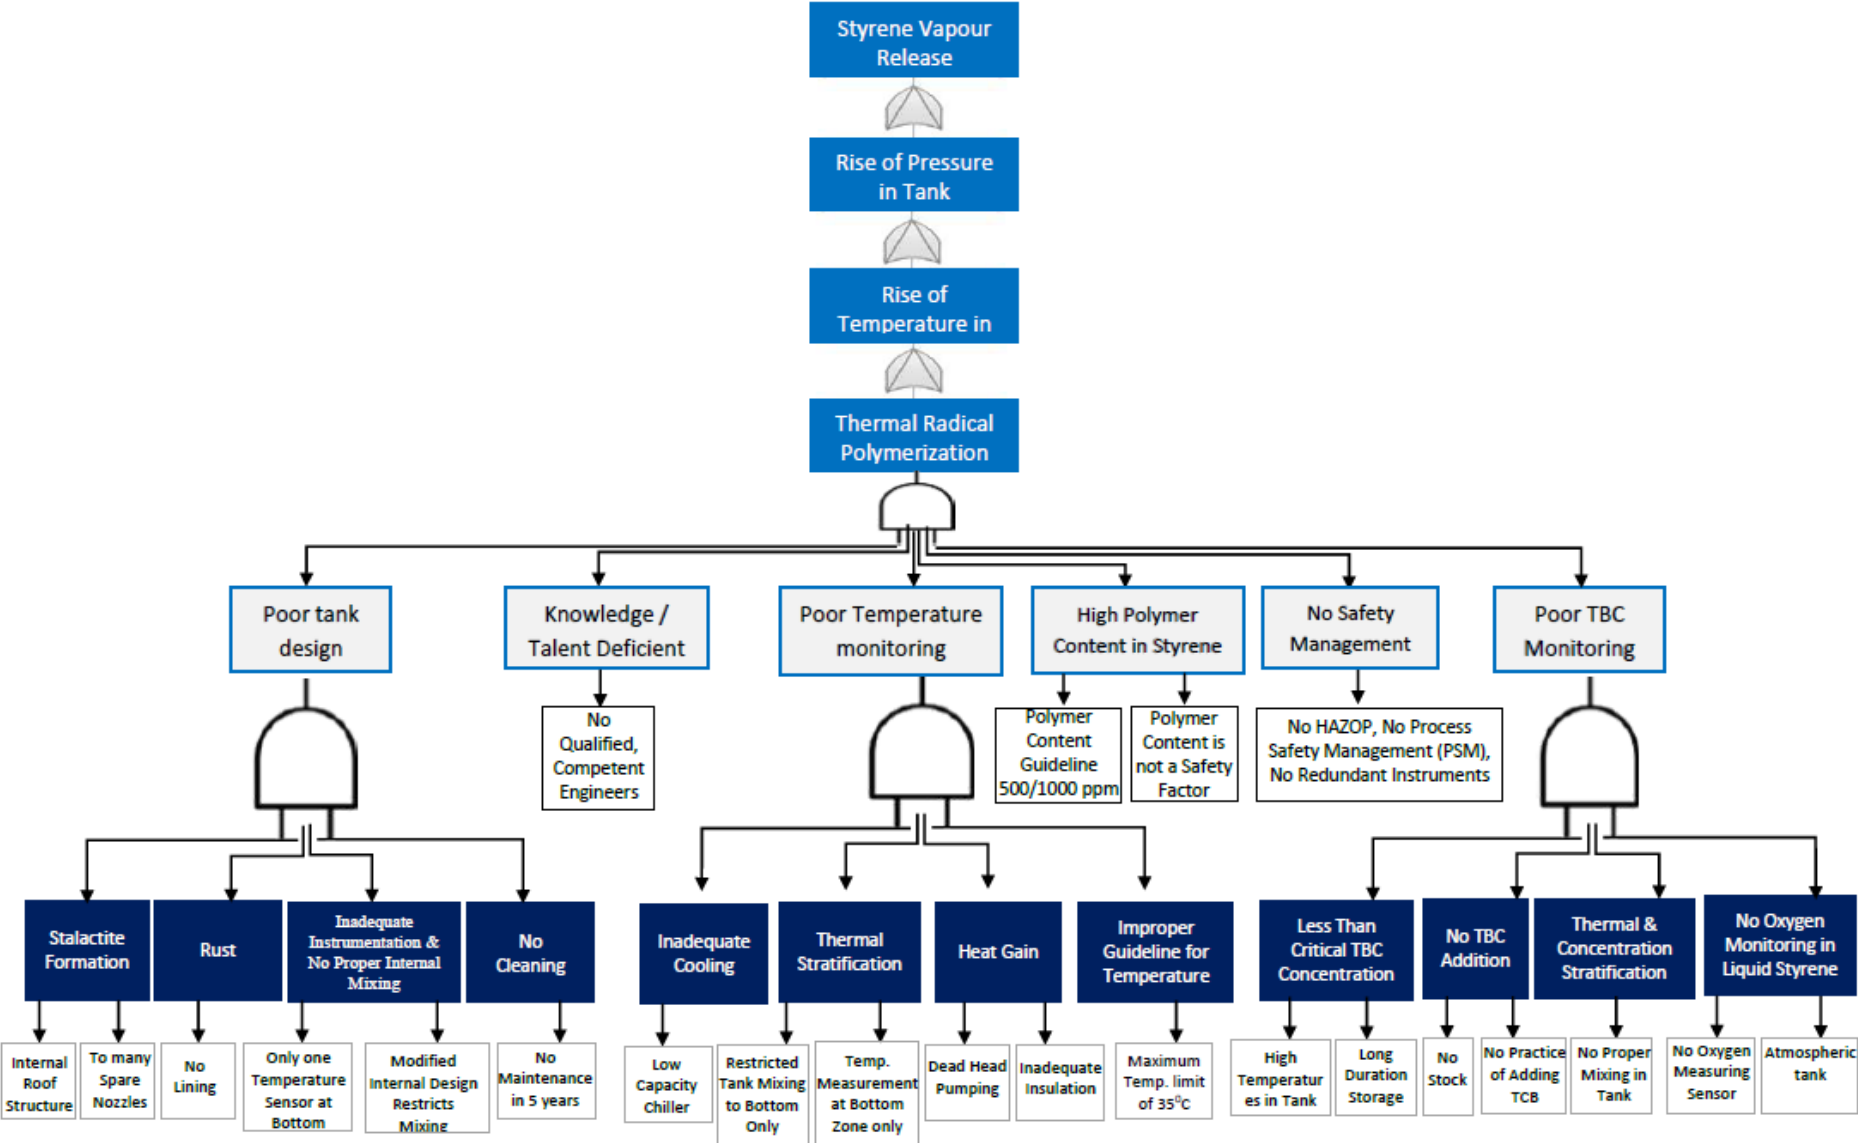 Styrene Vapour
Release
Rise of Pressure
in Tank
Rise of
Temperature in
Thermal Radical
Polymerization
Poor tank
design
Knowledge /
Talent Deficient
Poor Temperature
monitoring
High Polymer
Content in Styrene
No Safety
Management
Poor TBC
Monitoring
No
Qualified,
Competent
Engineers
Polymer
Content
Guideline
500/1000 ppm
Polymer
Content is
not a Safety
Factor
No HAZOP, No Process
Safety Management (PSM),
No Redundant Instruments
Stalactite
Formation
Rust
Inadequate
Instrumentation &
No Proper Internal
Mixing
No
Cleaning
Inadequate
Cooling
Thermal
Stratification
Heat Gain
Improper
Guideline for
Temperature
Less Than
Critical TBC
Concentration
No TBC
Addition
Thermal &
Concentration
Stratification
No Oxygen
Monitoring in
Liquid Styrene
Internal
Roof
Structure
To many
Spare
Nozzles
No
Lining
Only one
Temperature
Sensor at
Bottom
Modified
Internal Design
Restricts
Mixing
No
Maintenance
in 5 years
Low
Capacity
Chiller
Restricted
Tank Mixing
to Bottom
Only
Temp.
Measurement
at Bottom
Zone only
Dead Head
Pumping
Inadequate
Insulation
Maximum
Temp. limit
of 35⁰C
High
Temperatur
es in Tank
Long
Duration
Storage
No
Stock
No Practice
of Adding
TCB
No Proper
Mixing in
Tank
No Oxygen
Measuring
Sensor
Atmospheric
tank